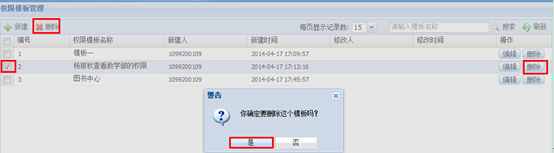 权限模板管理
新建 删除 每页显示记录数: 15 请输入模板名称 搜索 刷新
编号 权限模板名称 新建人 新建时间 修改人 修改时间 操作
1 模板一 1099200109 2014-04-17 17:09:57 编辑 删除
2 杨丽秋查看数学部的权限 1099200109 2014-04-17 17:13:16 编辑 删除
3 图书中心 1099200109 2014-04-17 17:45:57 编辑 删除
警告
你确定要删除这个模板吗?
是 否